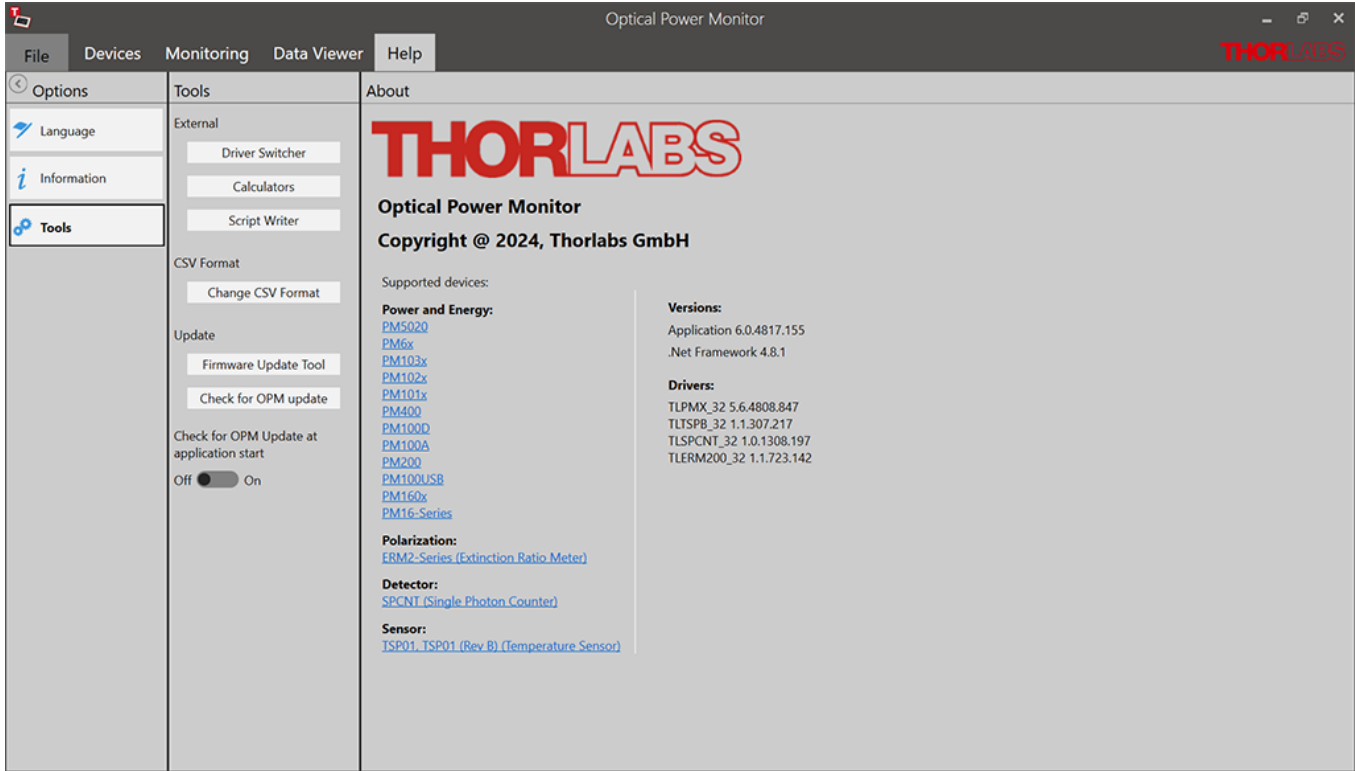 Optical Power Monitor
File Devices Monitoring Data Viewer Help
THORLABS
Options
Language
Information
Tools
Tools
External
Driver Switcher
Calculators
Script Writer
CSV Format
Change CSV Format
Update
Firmware Update Tool
Check for OPM update
Check for OPM Update at
application start
Off On
About
THORLABS
Optical Power Monitor
Copyright @ 2024, Thorlabs GmbH
Supported devices:
Power and Energy:
PM5020
PM6x
PM103x
PM102x
PM101x
PM400
PM100D
PM100A
PM200
PM100USB
PM160x
PM16-Series
Polarization:
ERM2-Series (Extinction Ratio Meter)
Detector:
SPCNT (Single Photon Counter)
Sensor:
TSP01, TSP01 (Rev B) (Temperature Sensor)
Versions:
Application 6.0.4817.155
.Net Framework 4.8.1
Drivers:
TLPMX_32 5.6.4808.847
TLTSPB_32 1.1.307.217
TLSPCNT_32 1.0.1308.197
TLERM200_32 1.1.723.142